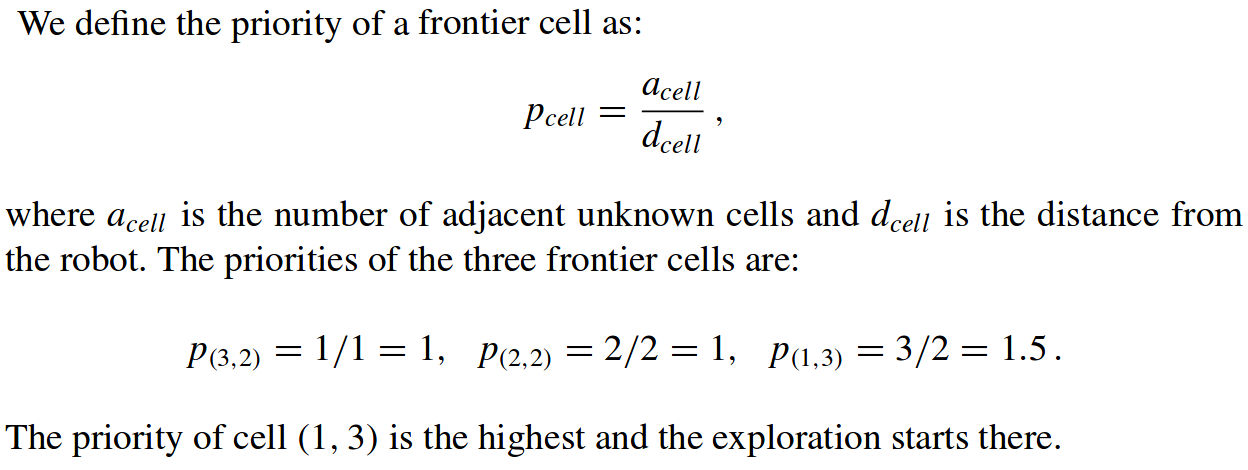 We define the priority of a frontier cell as:
p_{cell} = \frac{a_{cell}}{d_{cell}} ,
where a_{cell} is the number of adjacent unknown cells and d_{cell} is the distance from
the robot. The priorities of the three frontier cells are:
p_{(3,2)} = 1/1 = 1, p_{(2,2)} = 2/2 = 1, p_{(1,3)} = 3/2 = 1.5 .
The priority of cell (1, 3) is the highest and the exploration starts there.